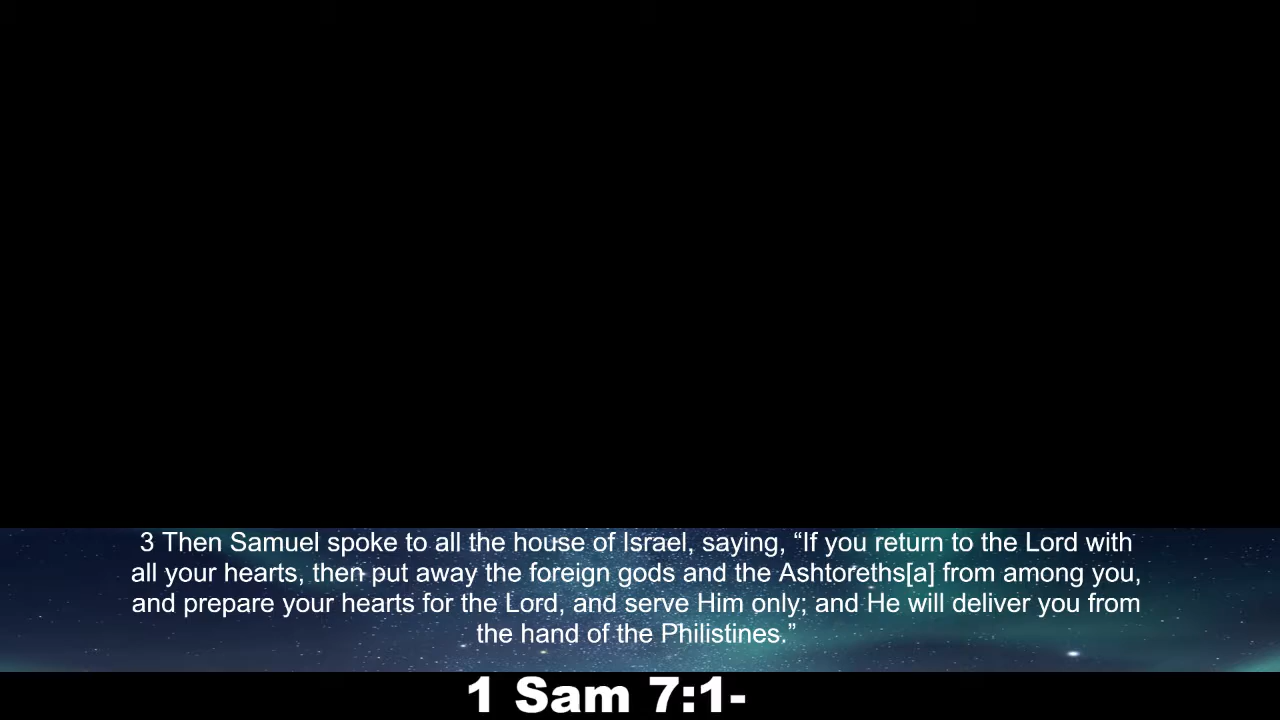 3 Then Samuel spoke to all the house of Israel, saying, “If you return to the Lord with
all your hearts, then put away the foreign gods and the Ashtoreths[a] from among you,
and prepare your hearts for the Lord, and serve Him only; and He will deliver you from
the hand of the Philistines.”
1 Sam 7:1-